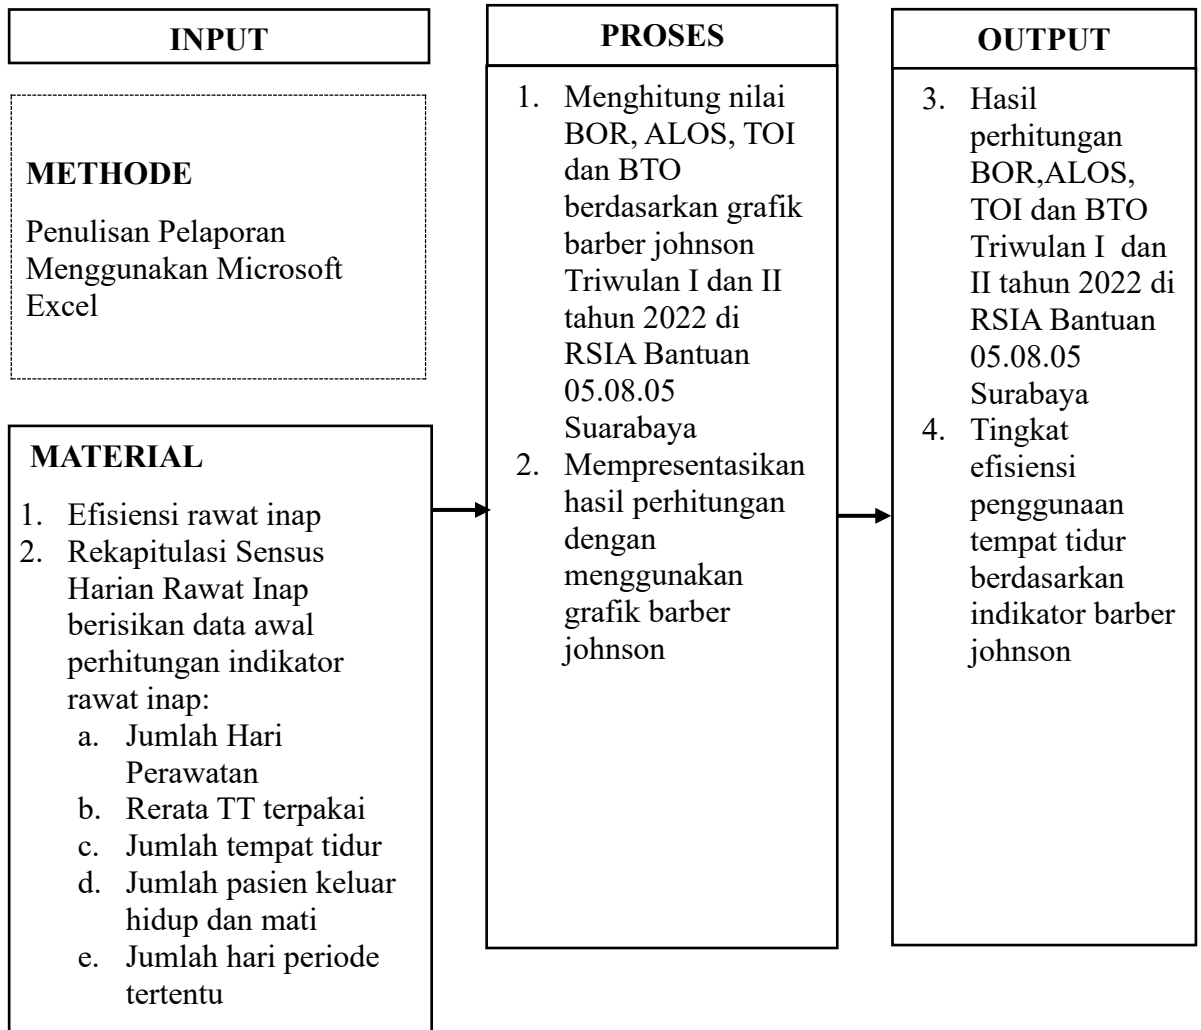 INPUT
METHODE
Penulisan Pelaporan
Menggunakan Microsoft
Excel
MATERIAL
1. Efisiensi rawat inap
2. Rekapitulasi Sensus
Harian Rawat Inap
berisikan data awal
perhitungan indikator
rawat inap:
a. Jumlah Hari
Perawatan
b. Rerata TT terpakai
c. Jumlah tempat tidur
d. Jumlah pasien keluar
hidup dan mati
e. Jumlah hari periode
tertentu
PROSES
1. Menghitung nilai
BOR, ALOS, TOI
dan BTO
berdasarkan grafik
barber johnson
Triwulan I dan II
tahun 2022 di
RSIA Bantuan
05.08.05
Suarabaya
2. Mempresentasikan
hasil perhitungan
dengan
menggunakan
grafik barber
johnson
OUTPUT
3. Hasil
perhitungan
BOR,ALOS,
TOI dan BTO
Triwulan I dan
II tahun 2022 di
RSIA Bantuan
05.08.05
Surabaya
4. Tingkat
efisiensi
penggunaan
tempat tidur
berdasarkan
indikator barber
johnson